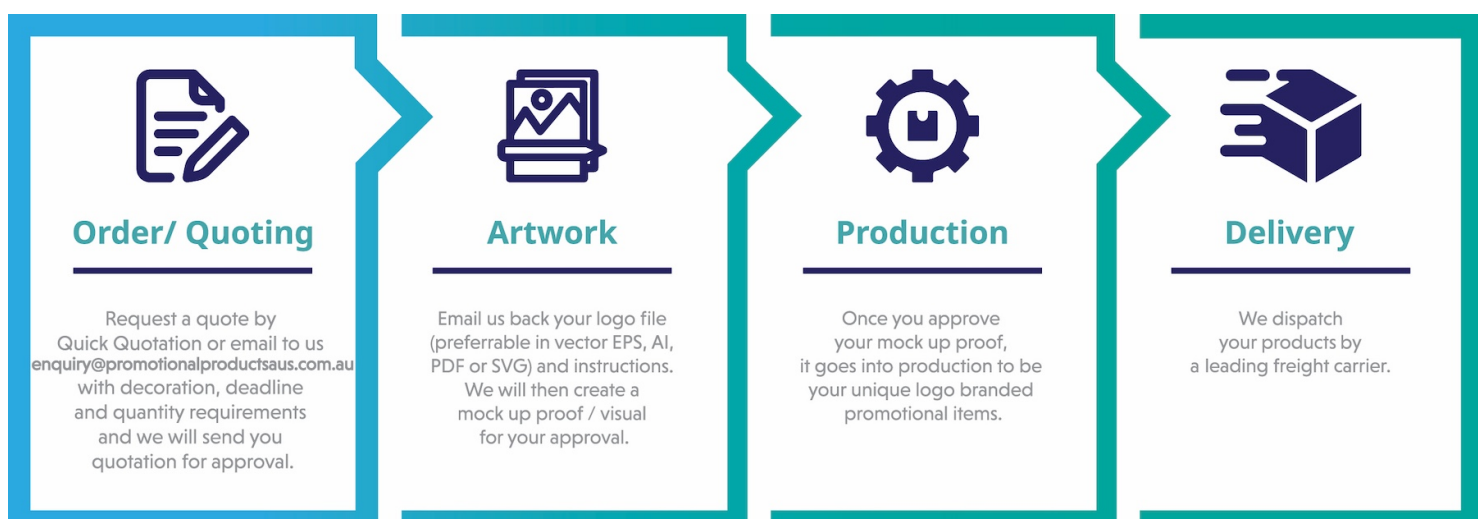 Order/ Quoting
Request a quote by
Quick Quotation or email to us
enquiry@promotionalproductsaus.com.au
with decoration, deadline
and quantity requirements
and we will send you
quotation for approval.
Artwork
Email us back your logo file
(preferrable in vector EPS, AI,
PDF or SVG) and instructions.
We will then create a
mock up proof / visual
for your approval.
Production
Once you approve
your mock up proof,
it goes into production to be
your unique logo branded
promotional items.
Delivery
We dispatch
your products by
a leading freight carrier.